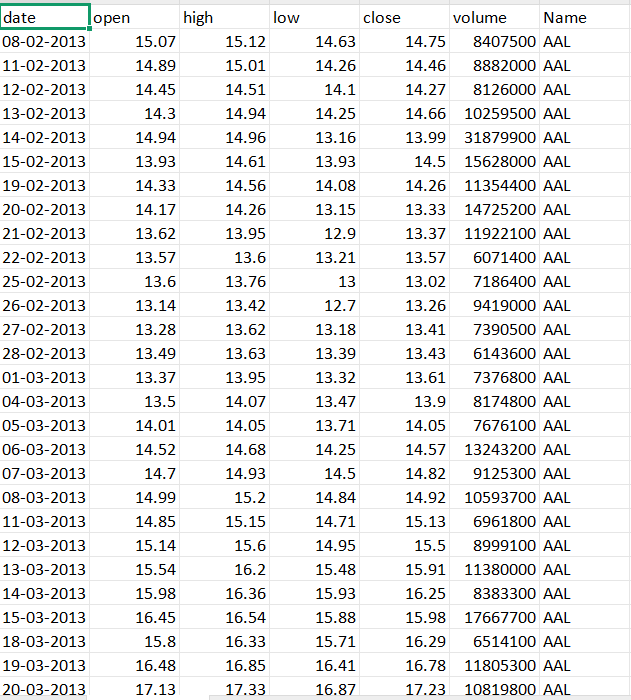 date open high low close volume Name
08-02-2013 15.07 15.12 14.63 14.75 8407500 AAL
11-02-2013 14.89 15.01 14.26 14.46 8882000 AAL
12-02-2013 14.45 14.51 14.1 14.27 8126000 AAL
13-02-2013 14.3 14.94 14.25 14.66 10259500 AAL
14-02-2013 14.94 14.96 13.16 13.99 31879900 AAL
15-02-2013 13.93 14.61 13.93 14.5 15628000 AAL
19-02-2013 14.33 14.56 14.08 14.26 11354400 AAL
20-02-2013 14.17 14.26 13.15 13.33 14725200 AAL
21-02-2013 13.62 13.95 12.9 13.37 11922100 AAL
22-02-2013 13.57 13.6 13.21 13.57 6071400 AAL
25-02-2013 13.6 13.76 13 13.02 7186400 AAL
26-02-2013 13.14 13.42 12.7 13.26 9419000 AAL
27-02-2013 13.28 13.62 13.18 13.41 7390500 AAL
28-02-2013 13.49 13.63 13.39 13.43 6143600 AAL
01-03-2013 13.37 13.95 13.32 13.61 7376800 AAL
04-03-2013 13.5 14.07 13.47 13.9 8174800 AAL
05-03-2013 14.01 14.05 13.71 14.05 7676100 AAL
06-03-2013 14.52 14.68 14.25 14.57 13243200 AAL
07-03-2013 14.7 14.93 14.5 14.82 9125300 AAL
08-03-2013 14.99 15.2 14.84 14.92 10593700 AAL
11-03-2013 14.85 15.15 14.71 15.13 6961800 AAL
12-03-2013 15.14 15.6 14.95 15.5 8999100 AAL
13-03-2013 15.54 16.2 15.48 15.91 11380000 AAL
14-03-2013 15.98 16.36 15.93 16.25 8383300 AAL
15-03-2013 16.45 16.54 15.88 15.98 17667700 AAL
18-03-2013 15.8 16.33 15.71 16.29 6514100 AAL
19-03-2013 16.48 16.85 16.41 16.78 11805300 AAL
20-03-2013 17.13 17.33 16.87 17.23 10819800 AAL